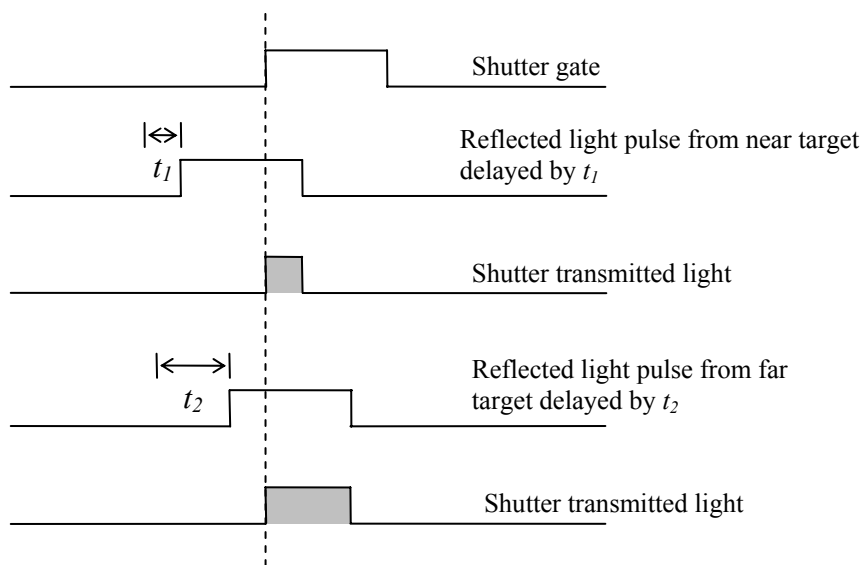 Shutter gate
Reflected light pulse from near target
delayed by t1
t1
Shutter transmitted light
Reflected light pulse from far
target delayed by t2
t2
Shutter transmitted light